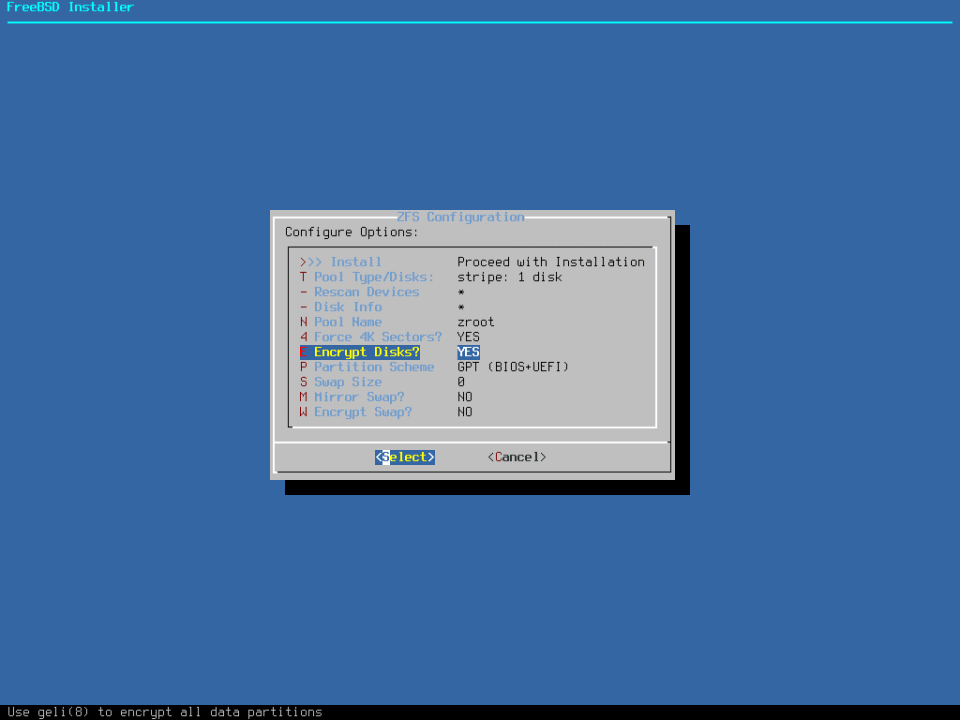 FreeBSD Installer
ZFS Configuration
Configure Options:
>>> Install Proceed with Installation
T Pool Type/Disks: stripe: 1 disk
- Rescan Devices *
- Disk Info *
N Pool Name zroot
4 Force 4K Sectors? YES
E Encrypt Disks? YES
P Partition Scheme GPT (BIOS+UEFI)
S Swap Size 0
M Mirror Swap? NO
W Encrypt Swap? NO
<Select> <Cancel>
Use geli(8) to encrypt all data partitions